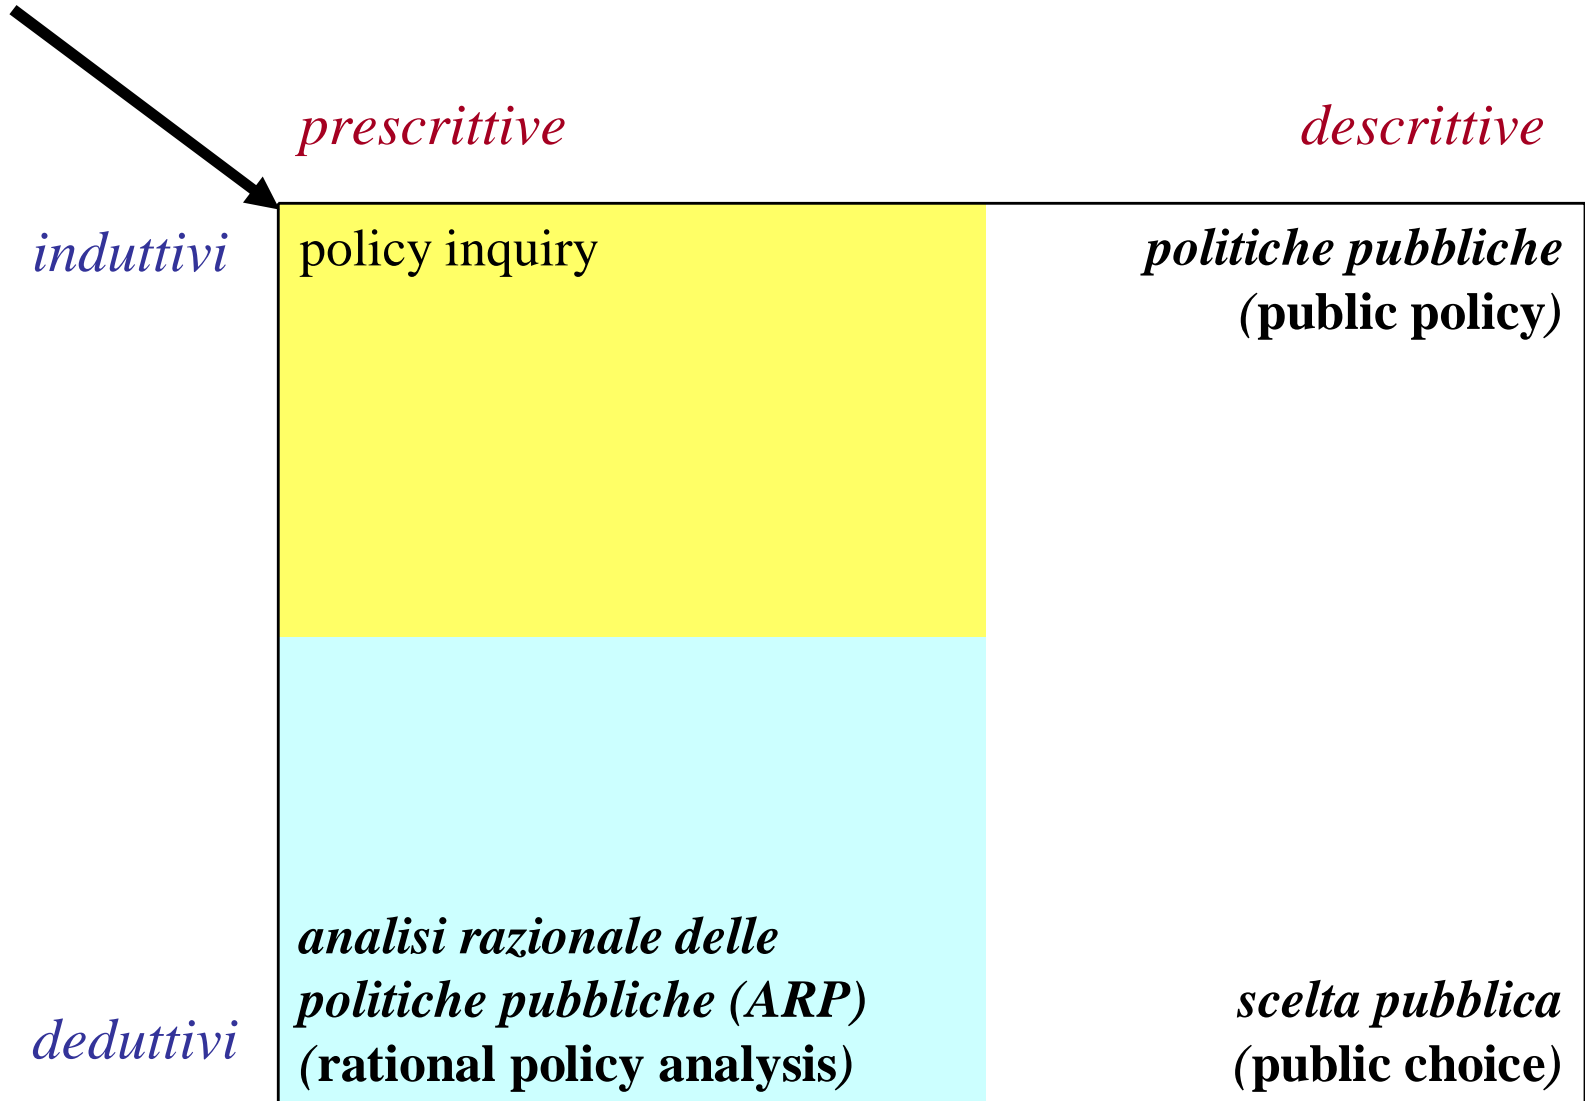 prescrittive
descrittive
induttivi
policy inquiry
politiche pubbliche
(public policy)
analisi razionale delle
politiche pubbliche (ARP)
(rational policy analysis)
deduttivi
scelta pubblica
(public choice)